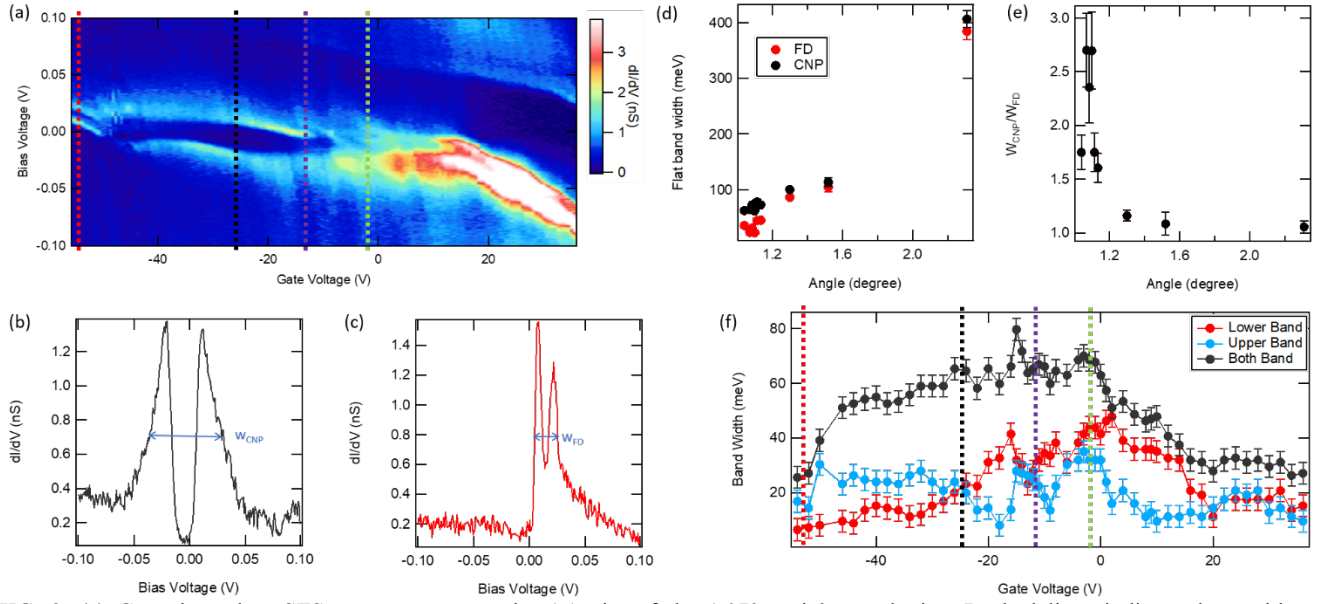 (a)
0.10
0.05
0.00
-0.05
-0.10
Bias Voltage (V)
-40
-20
0
20
Gate Voltage (V)
3
2
1
0
dI/dV (nS)
(b)
1.2
1.0
0.8
0.6
0.4
0.2
dI/dV (nS)
WCNP
-0.10
-0.05
0.00
0.05
0.10
Bias Voltage (V)
(c)
1.4
1.2
1.0
0.8
0.6
0.4
0.2
dI/dV (nS)
WFD
-0.10
-0.05
0.00
0.05
0.10
Bias Voltage (V)
(d)
400
300
200
100
Flat band width (meV)
FD
CNP
1.2
1.6
2.0
Angle (degree)
(e)
3.0
2.5
2.0
1.5
1.0
WCNP/WFD
1.2
1.6
2.0
Angle (degree)
(f)
80
60
40
20
Band Width (meV)
Lower Band
Upper Band
Both Band
-40
-20
0
20
Gate Voltage (V)